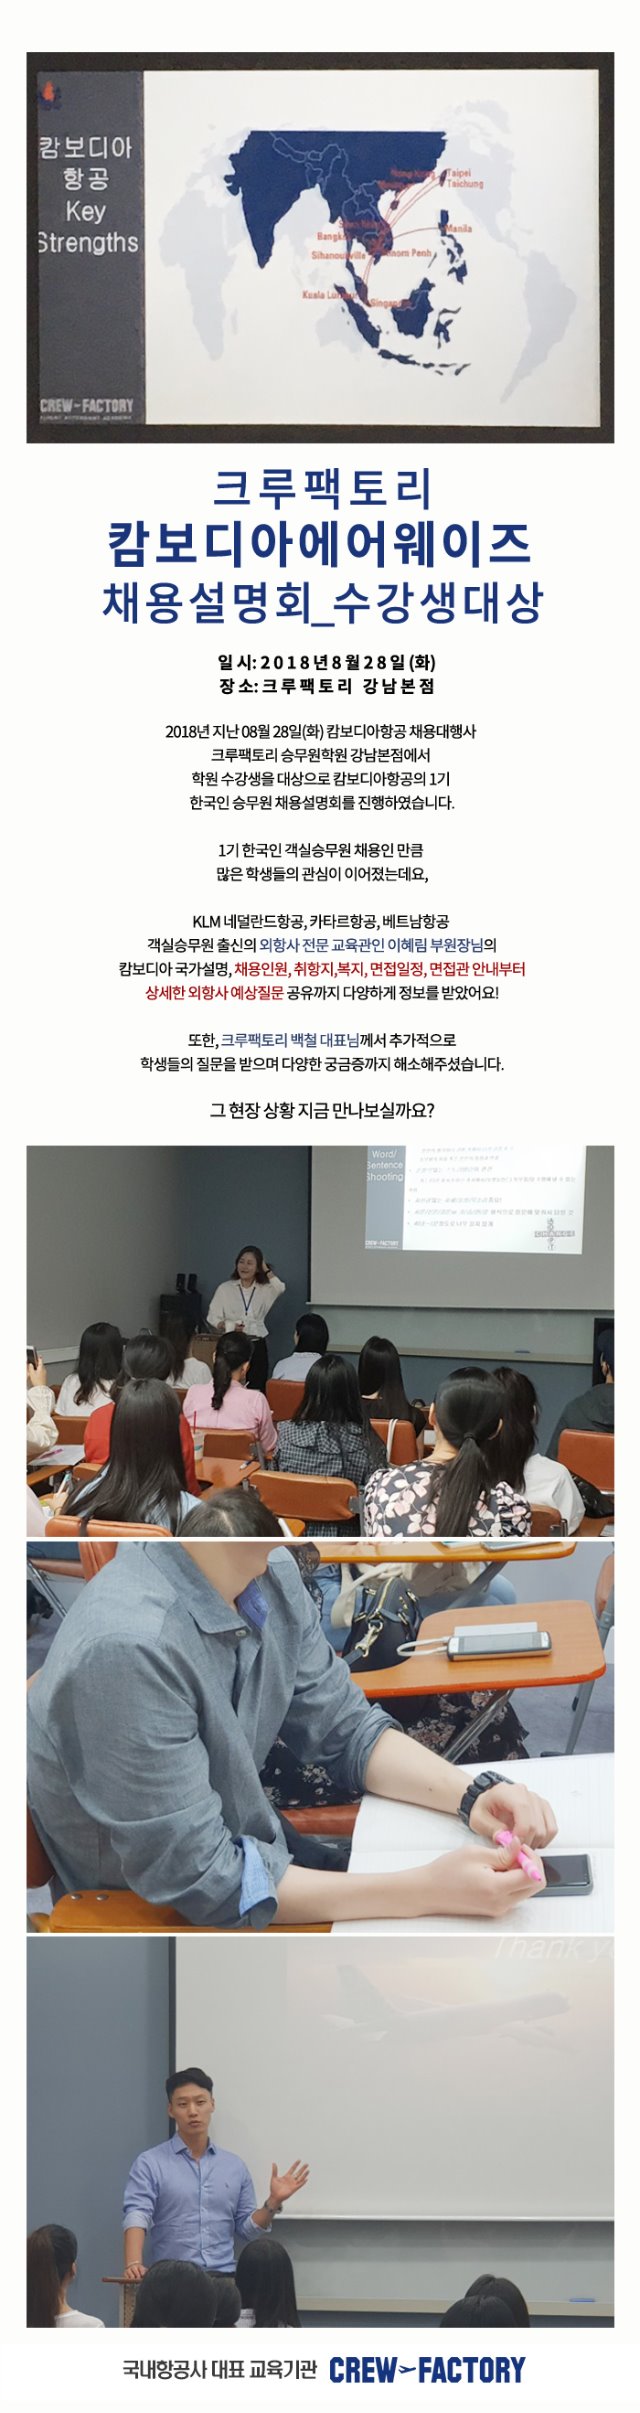 캄보디아
항공
Key
Strengths
Taipei
Taichung
Manila
Sihanoukville
Kuala Lumpur
CREW-FACTORY
크루팩토리
캄보디아에어웨이즈
채용설명회_수강생대상
일시: 2018년 8월 28일 (화)
장소: 크루팩토리 강남본점
2018년 지난 08월 28일(화) 캄보디아항공 채용대행사
크루팩토리 승무원학원 강남본점에서
학원 수강생을 대상으로 캄보디아항공의 1기
한국인 승무원 채용설명회를 진행하였습니다.
1기 한국인 객실승무원 채용인 만큼
많은 학생들의 관심이 이어졌는데요,
KLM 네덜란드항공, 카타르항공, 베트남항공
객실승무원 출신의 외항사 전문 교육관인 이혜림 부원장님의
캄보디아 국가설명, 채용인원, 취항지,복지, 면접일정, 면접관 안내부터
상세한 외항사 예상질문 공유까지 다양하게 정보를 받았어요!
또한, 크루팩토리 백철 대표님께서 추가적으로
학생들의 질문을 받으며 다양한 궁금증까지 해소해주셨습니다.
그 현장 상황 지금 만나보실까요?
Word/
Sentence
Shooting
CREW-FACTORY
Thank
국내항공사 대표 교육기관 CREW-FACTORY